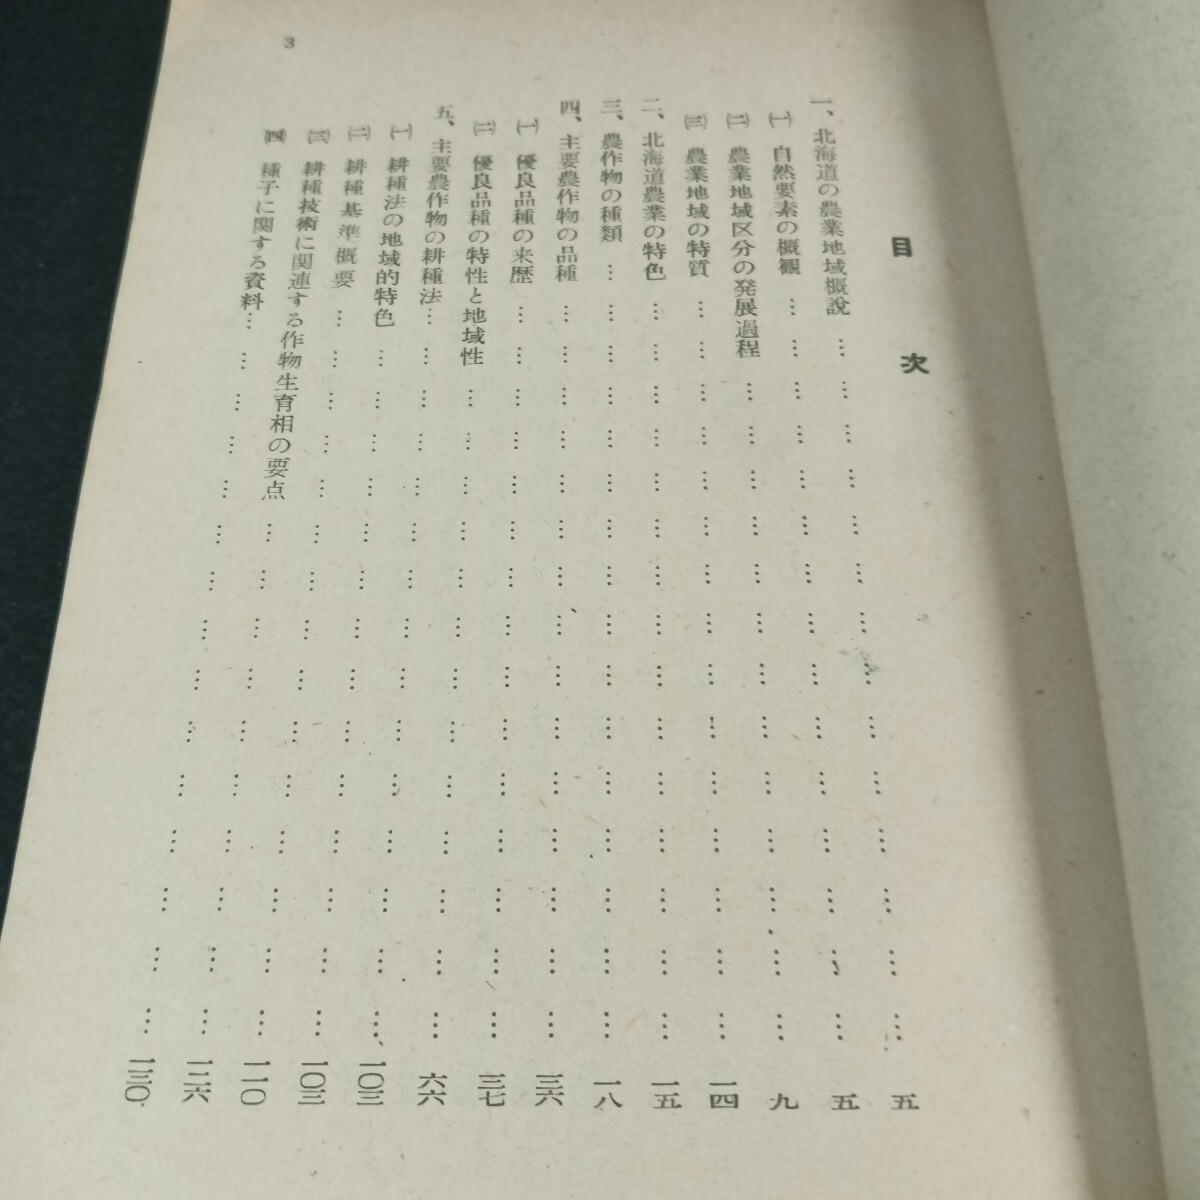 目次
一、北海道の農業地域概説……………………………………五
㈠ 自然要素の概観……………………………………五
㈡ 農業地域区分の発展過程……………………………………九
㈢ 農業地域の特質……………………………………一四
二、北海道農業の特色……………………………………一五
三、農作物の種類……………………………………一八
四、主要農作物の品種……………………………………三六
㈠ 優良品種の来歴……………………………………三七
㈡ 優良品種の特性と地域性……………………………………六六
五、主要農作物の耕種法……………………………………一〇三
㈠ 耕種法の地域的特色……………………………………一〇三
㈡ 耕種基準概要……………………………………一一〇
㈢ 耕種技術に関連する作物生育相の要点……………………………………一二六
㈣ 種子に関する資料……………………………………一三〇
3